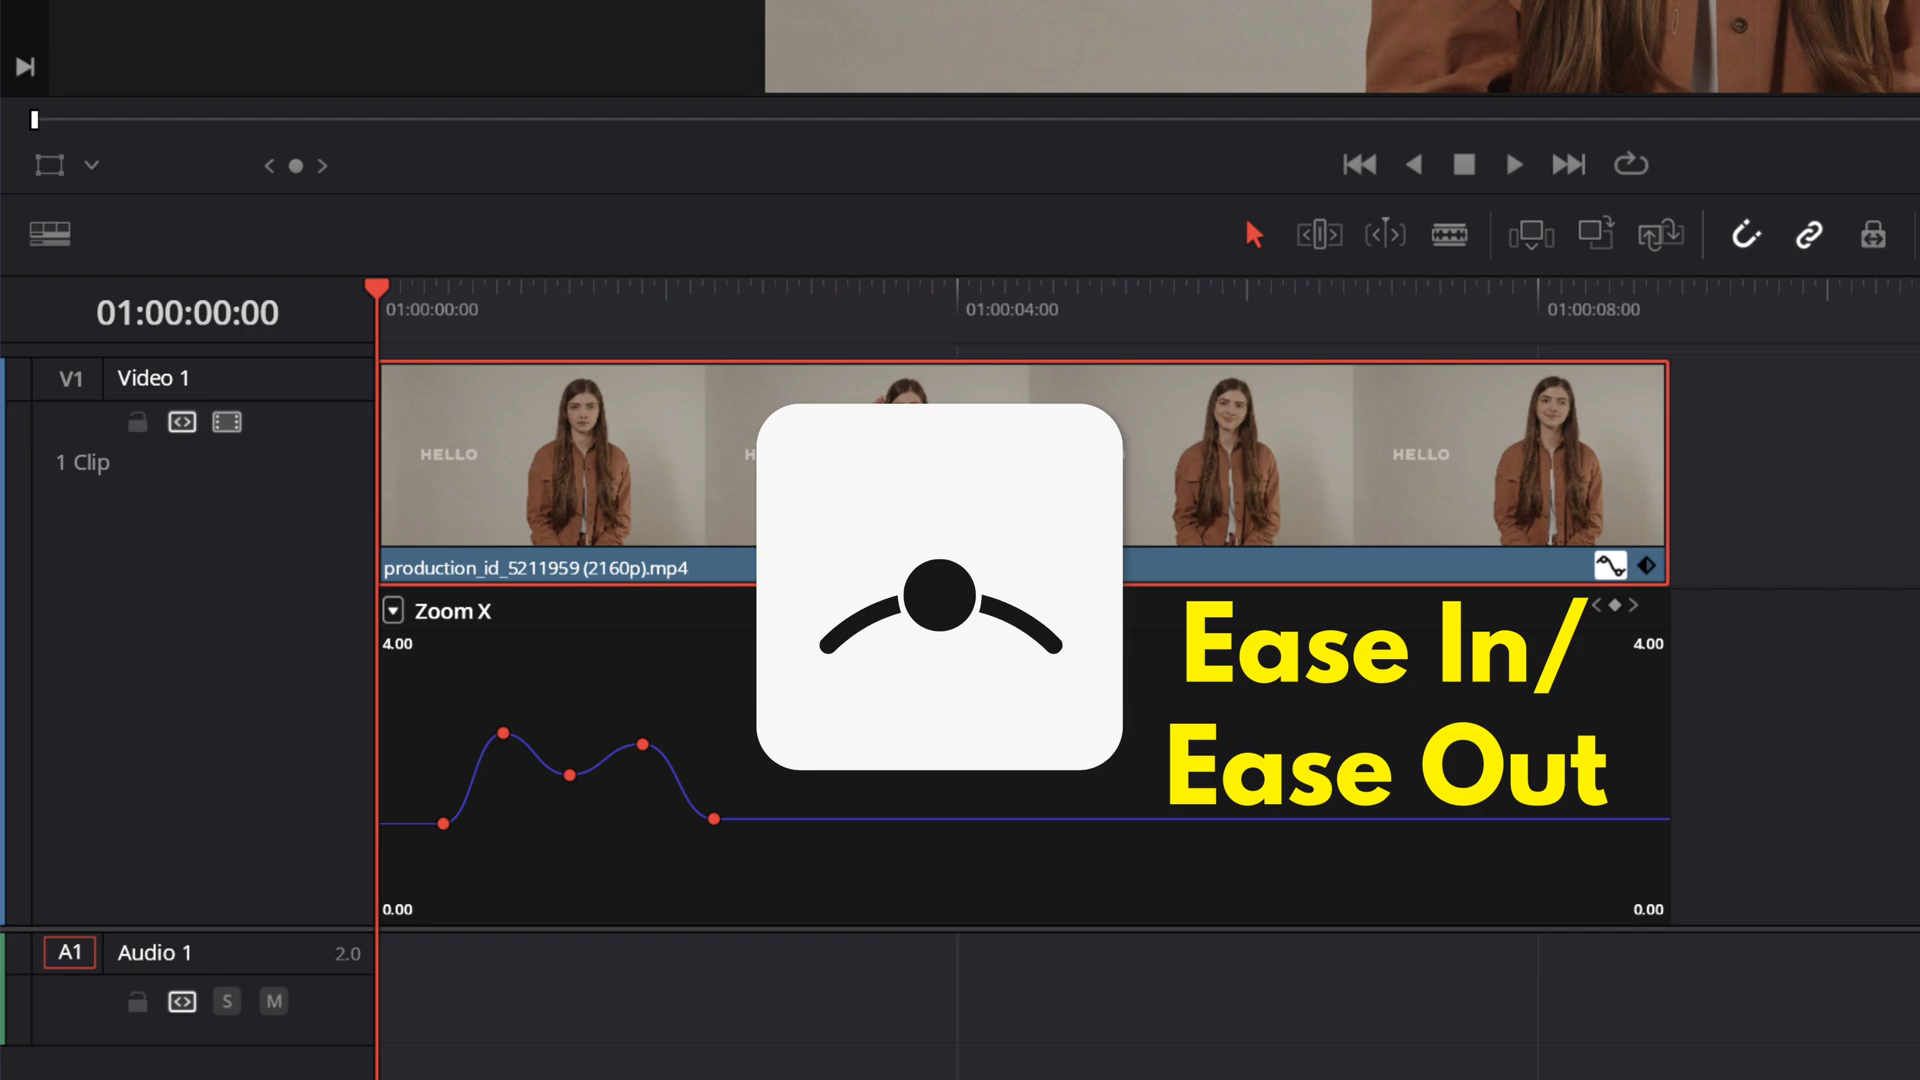 01:00:00:00
01:00:00:00
01:00:04:00
01:00:08:00
V1
Video 1
1 Clip
HELLO
H
HELLO
production_id_5211959 (2160p).mp4
Zoom X
4.00
4.00
Ease In/
Ease Out
0.00
0.00
A1
Audio 1
2.0
S
M